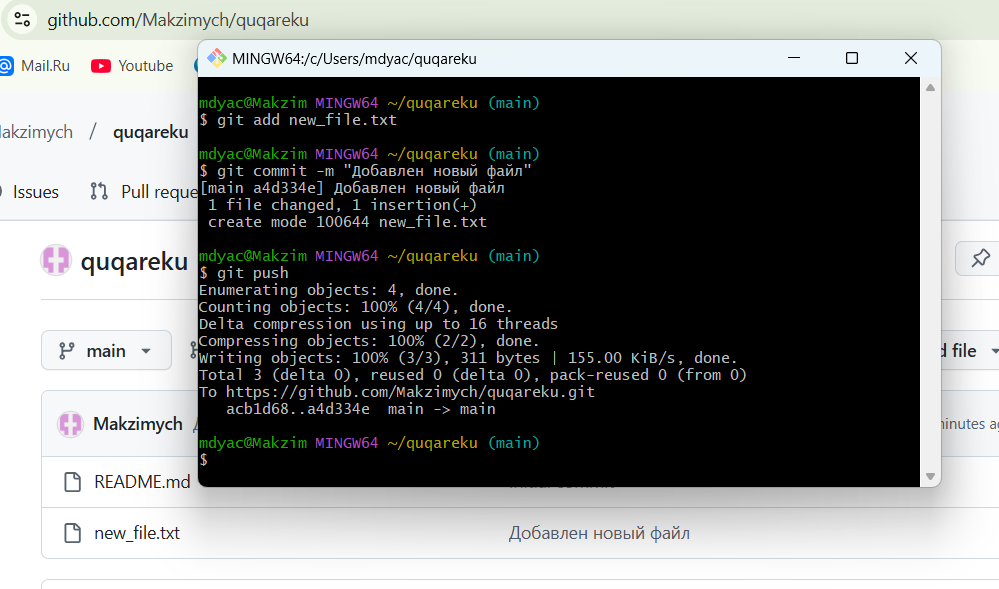 github.com/Makzimych/quqareku
Mail.Ru
Youtube
MINGW64:/c/Users/mdyac/quqareku
mdyac@Makzim MINGW64 ~/quqareku (main)
$ git add new_file.txt
mdyac@Makzim MINGW64 ~/quqareku (main)
$ git commit -m "Добавлен новый файл"
[main a4d334e] Добавлен новый файл
1 file changed, 1 insertion(+)
create mode 100644 new_file.txt
mdyac@Makzim MINGW64 ~/quqareku (main)
$ git push
Enumerating objects: 4, done.
Counting objects: 100% (4/4), done.
Delta compression using up to 16 threads
Compressing objects: 100% (2/2), done.
Writing objects: 100% (3/3), 311 bytes | 155.00 KiB/s, done.
Total 3 (delta 0), reused 0 (delta 0), pack-reused 0 (from 0)
To https://github.com/Makzimych/quqareku.git
acb1d68..a4d334e main -> main
mdyac@Makzim MINGW64 ~/quqareku (main)
$
akzimych / quqareku
Issues
Pull reque
quqareku
main
d file
Makzimych
minutes ag
README.md
new_file.txt
Добавлен новый файл